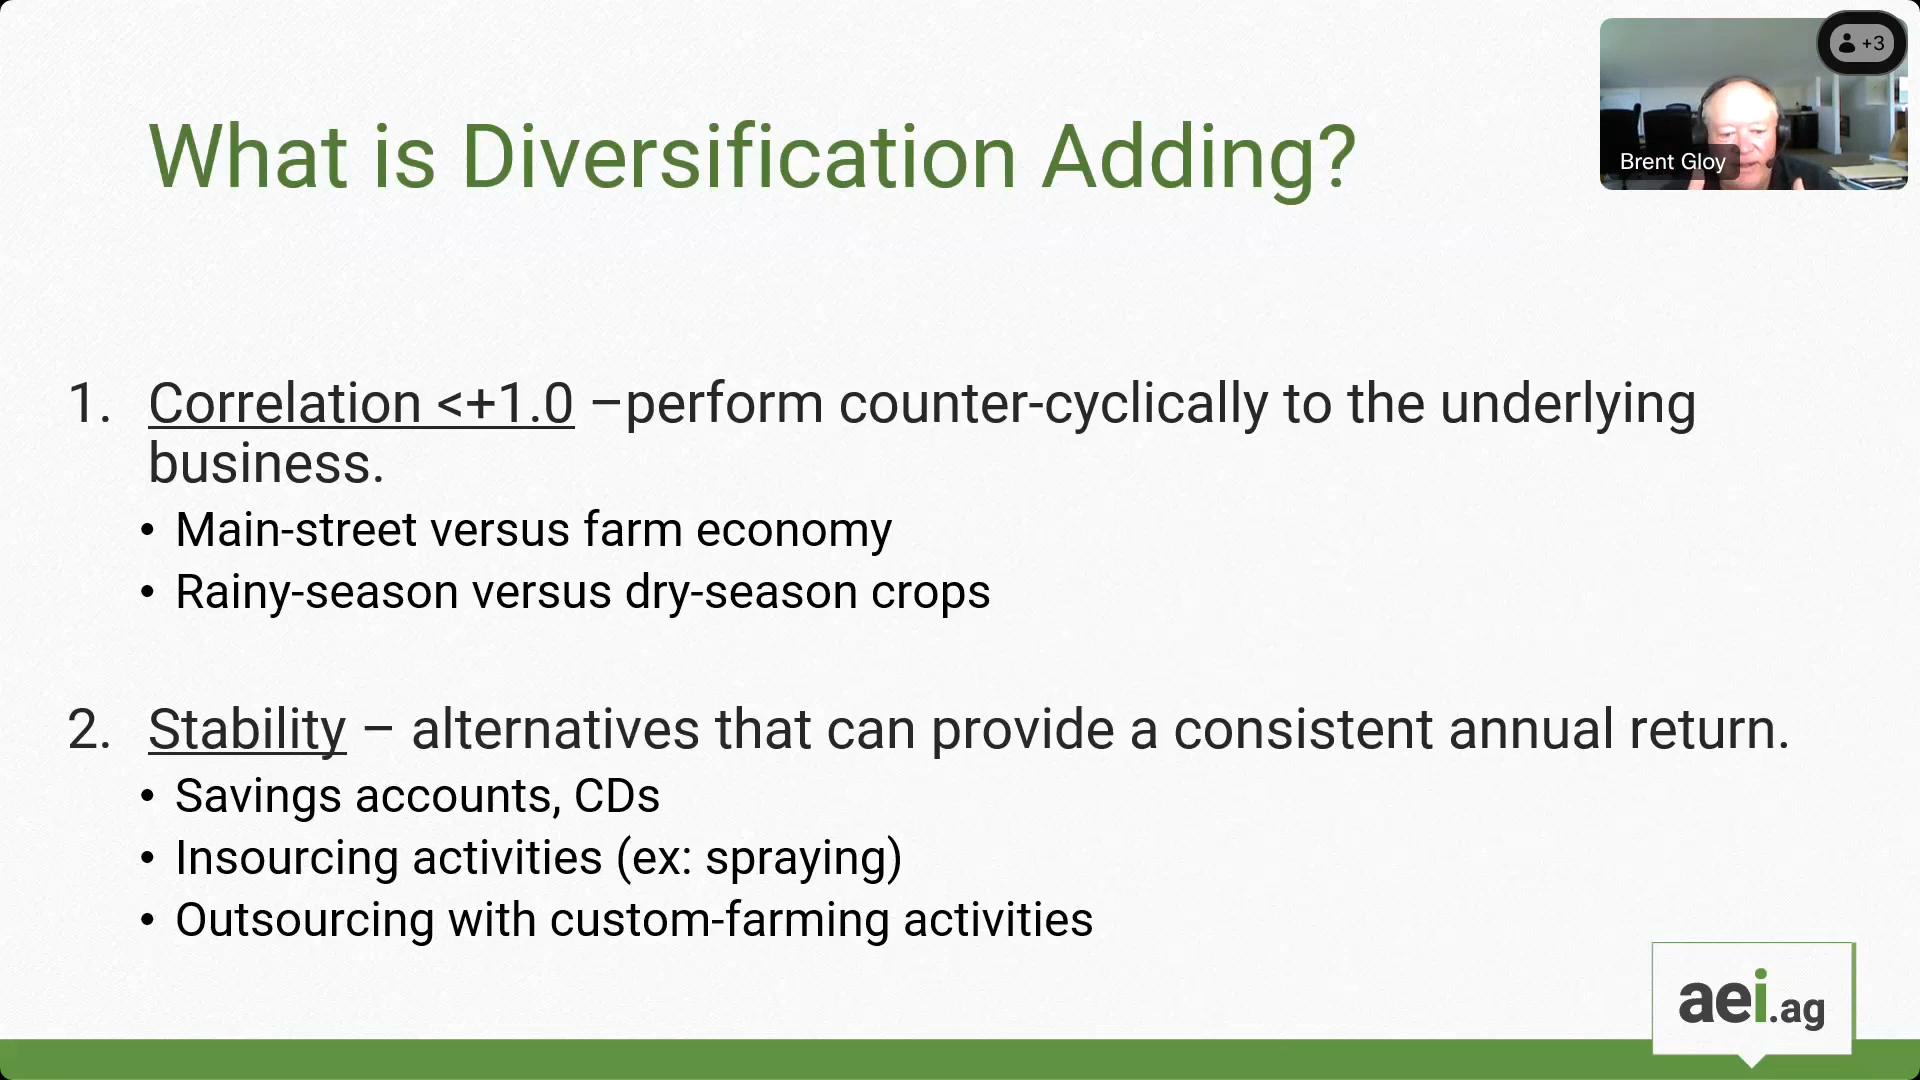 What is Diversification Adding?
+3
Brent Gloy
1. Correlation <+1.0 –perform counter-cyclically to the underlying
business.
• Main-street versus farm economy
• Rainy-season versus dry-season crops
2. Stability – alternatives that can provide a consistent annual return.
• Savings accounts, CDs
• Insourcing activities (ex: spraying)
• Outsourcing with custom-farming activities
aei.ag